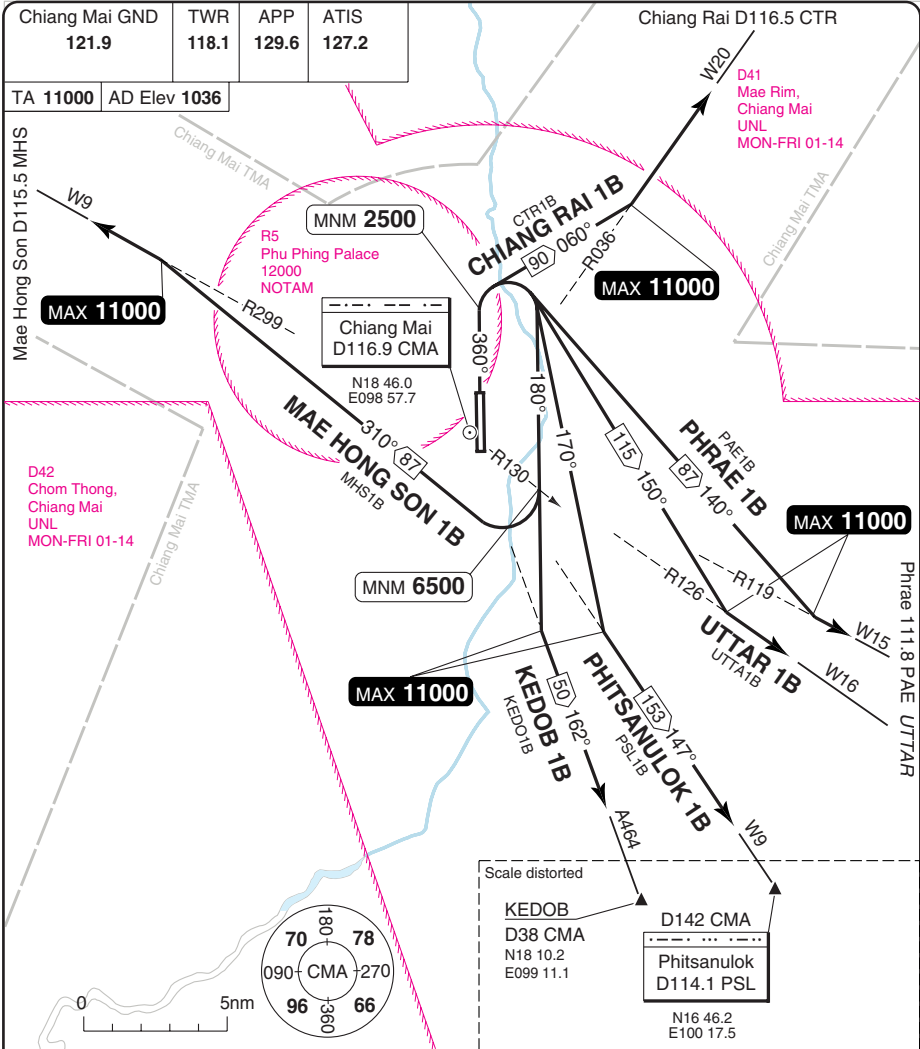 Chiang Mai GND
121.9
TWR
118.1
APP
129.6
ATIS
127.2
TA 11000
AD Elev 1036
Chiang Rai D116.5 CTR
W20
D41
Mae Rim,
Chiang Mai
UNL
MON-FRI 01-14
Chiang Mai TMA
Chiang Mai TMA
Mae Hong Son D115.5 MHS
W9
MNM 2500
CHIANG RAI 1B
CTR1B
90
060°
R036
MAX 11000
R5
Phu Phing Palace
12000
NOTAM
MAX 11000
R299
Chiang Mai
D116.9 CMA
N18 46.0
E098 57.7
360°
180°
170°
R130
310°
87
MAE HONG SON 1B
MHS1B
115
150°
PHRAE 1B
PAE1B
87
140°
D42
Chom Thong,
Chiang Mai
UNL
MON-FRI 01-14
Chiang Mai TMA
MAX 11000
MNM 6500
R126
R119
UTTAR 1B
UTTA1B
W15
W16
Phrae 111.8 PAE
UTTAR
MAX 11000
KEDOB 1B
KEDO1B
50
162°
PHITSANULOK 1B
PSL1B
153
147°
A464
W9
Scale distorted
KEDOB
D38 CMA
N18 10.2
E099 11.1
D142 CMA
Phitsanulok
D114.1 PSL
N16 46.2
E100 17.5
180
70
78
090
CMA
270
96
66
360
0
5nm